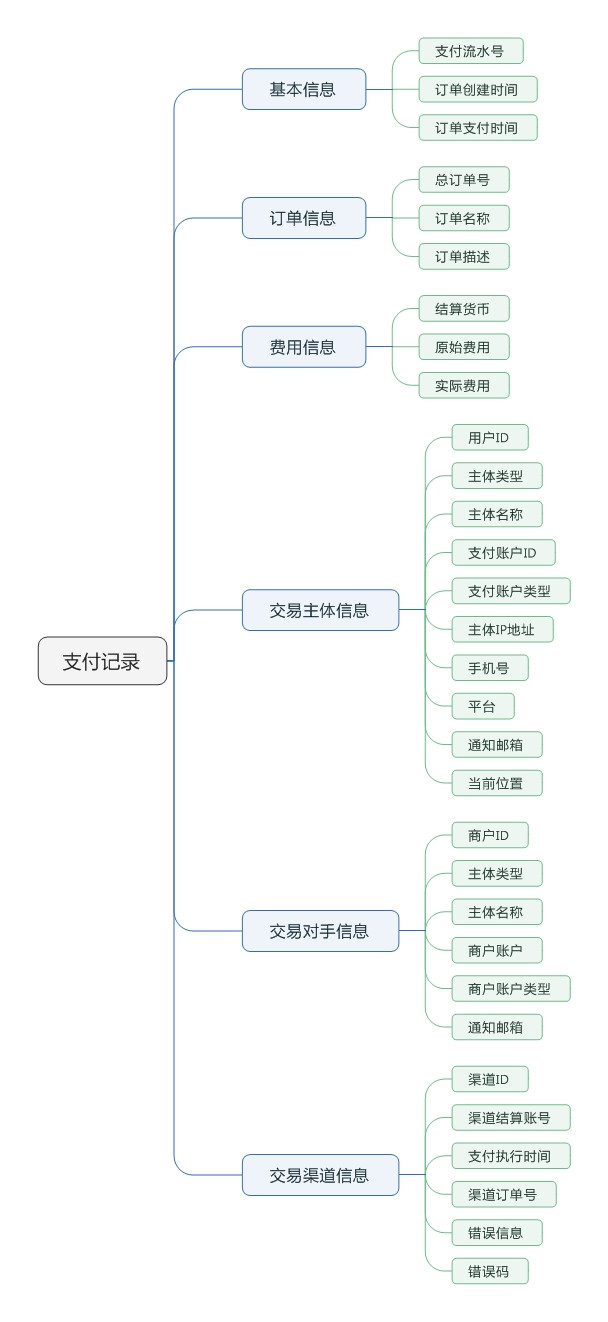 支付记录
基本信息
支付流水号
订单创建时间
订单支付时间
订单信息
总订单号
订单名称
订单描述
费用信息
结算货币
原始费用
实际费用
交易主体信息
用户ID
主体类型
主体名称
支付账户ID
支付账户类型
主体IP地址
手机号
平台
通知邮箱
当前位置
交易对手信息
商户ID
主体类型
主体名称
商户账户
商户账户类型
通知邮箱
交易渠道信息
渠道ID
渠道结算账号
支付执行时间
渠道订单号
错误信息
错误码